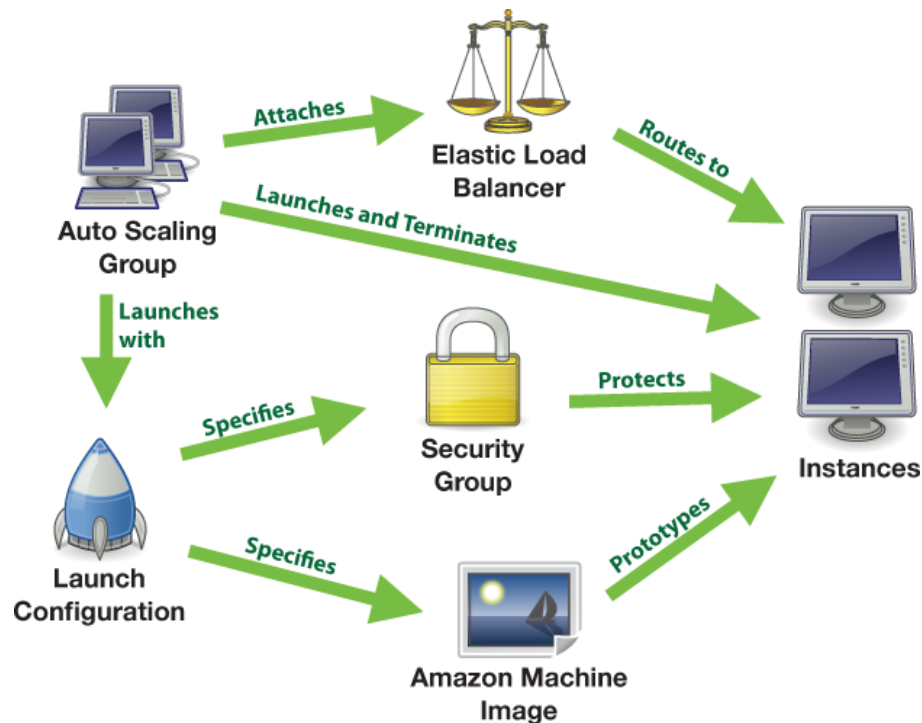 Attaches
Elastic Load
Balancer
Routes to
Auto Scaling
Group
Launches and Terminates
Launches
with
Specifies
Security
Group
Protects
Instances
Launch
Configuration
Specifies
Amazon Machine
Image
Prototypes